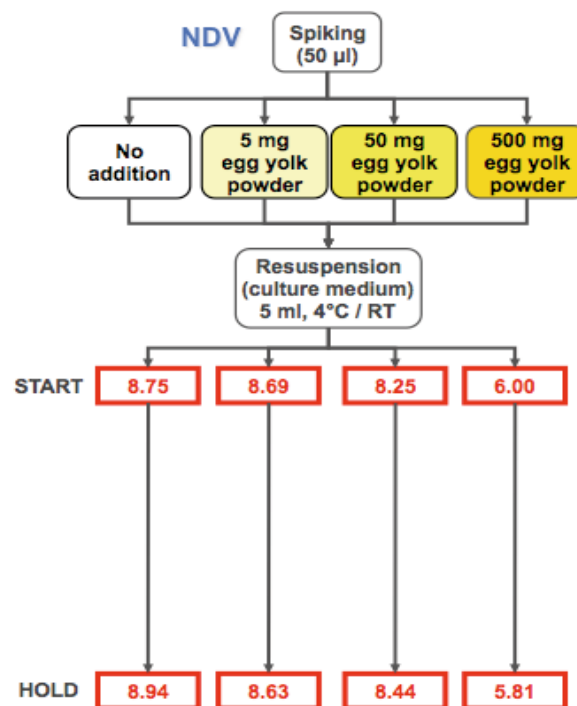 NDV
Spiking
(50 µl)
No
addition
5 mg
egg yolk
powder
50 mg
egg yolk
powder
500 mg
egg yolk
powder
Resuspension
(culture medium)
5 ml, 4°C / RT
START
8.75
8.69
8.25
6.00
HOLD
8.94
8.63
8.44
5.81